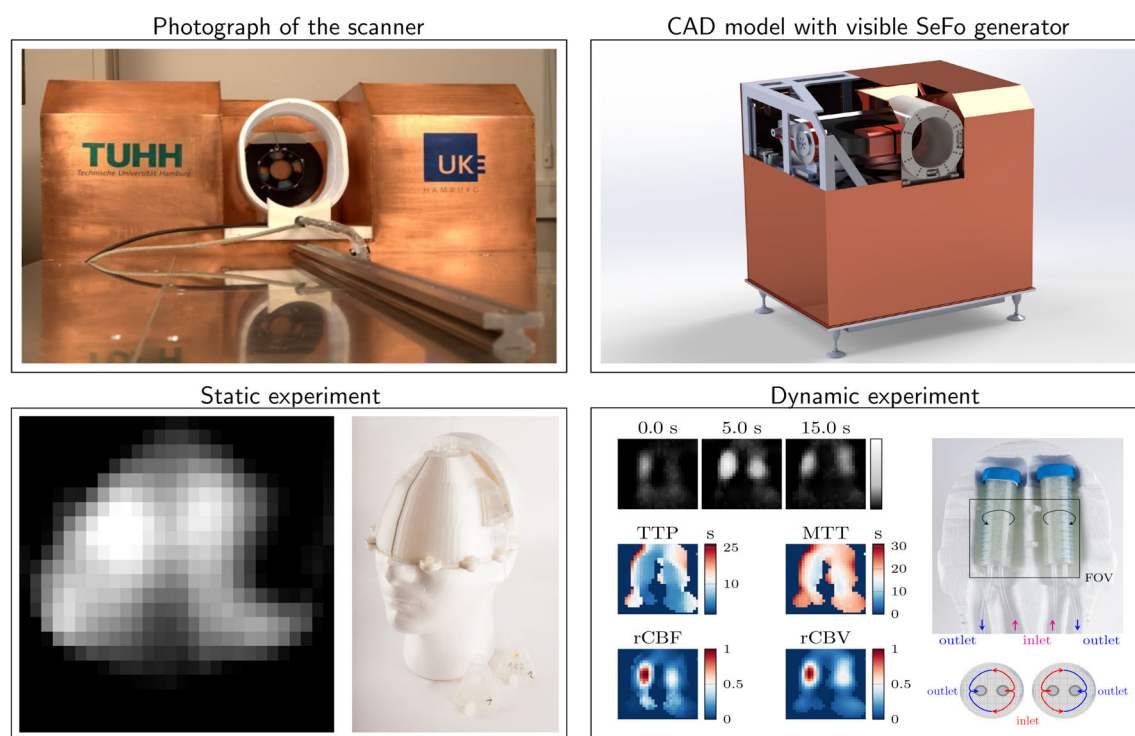 Photograph of the scanner
TUHH
Technische Universität Hamburg
UKE
HAMBURG
CAD model with visible SeFo generator
Static experiment
Dynamic experiment
0.0 s
5.0 s
15.0 s
TTP
s
25
10
MTT
s
30
20
10
0
FOV
outlet
inlet
outlet
rCBF
1
0.5
0
rCBV
1
0.5
0
outlet
outlet
inlet